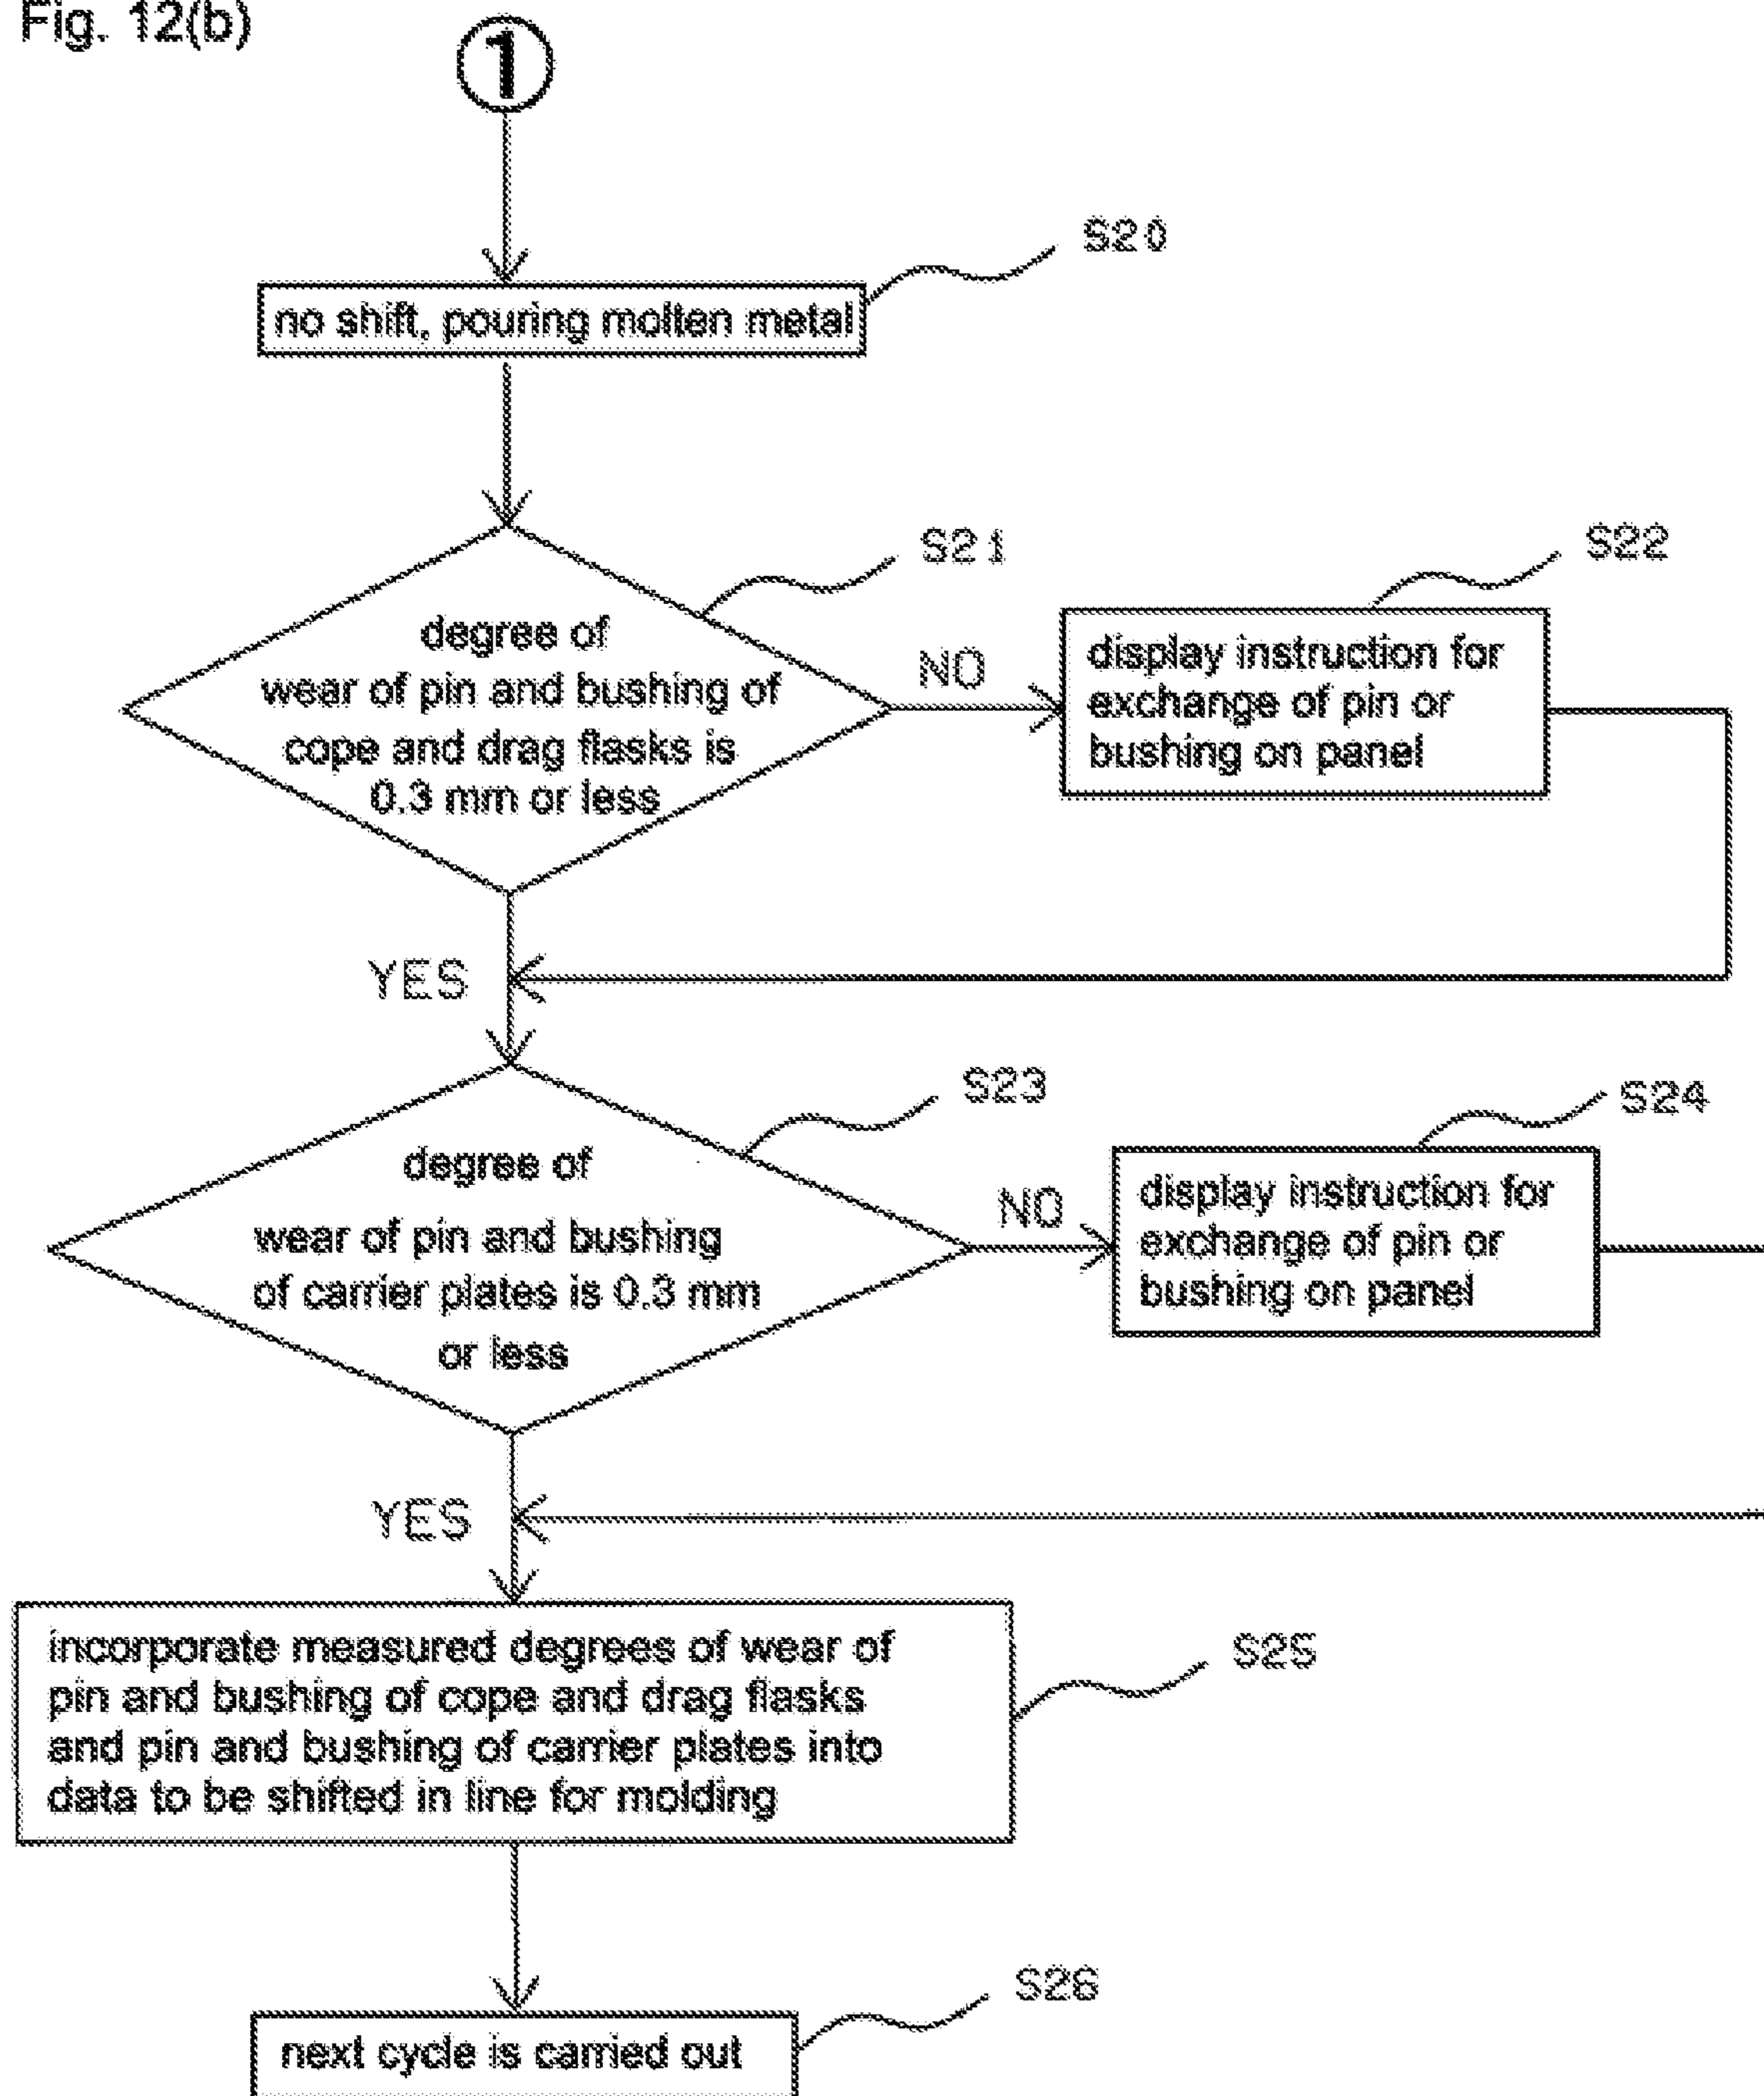 Fig. 12(b)
1
S20
no shift, pouring molten metal
S21
degree of
wear of pin and bushing of
cope and drag flasks is
0.3 mm or less
NO
S22
display instruction for
exchange of pin or
bushing on panel
YES
S23
degree of
wear of pin and bushing
of carrier plates is 0.3 mm
or less
NO
S24
display instruction for
exchange of pin or
bushing on panel
YES
S25
incorporate measured degrees of wear of
pin and bushing of cope and drag flasks
and pin and bushing of carrier plates into
data to be shifted in line for molding
S26
next cycle is carried out